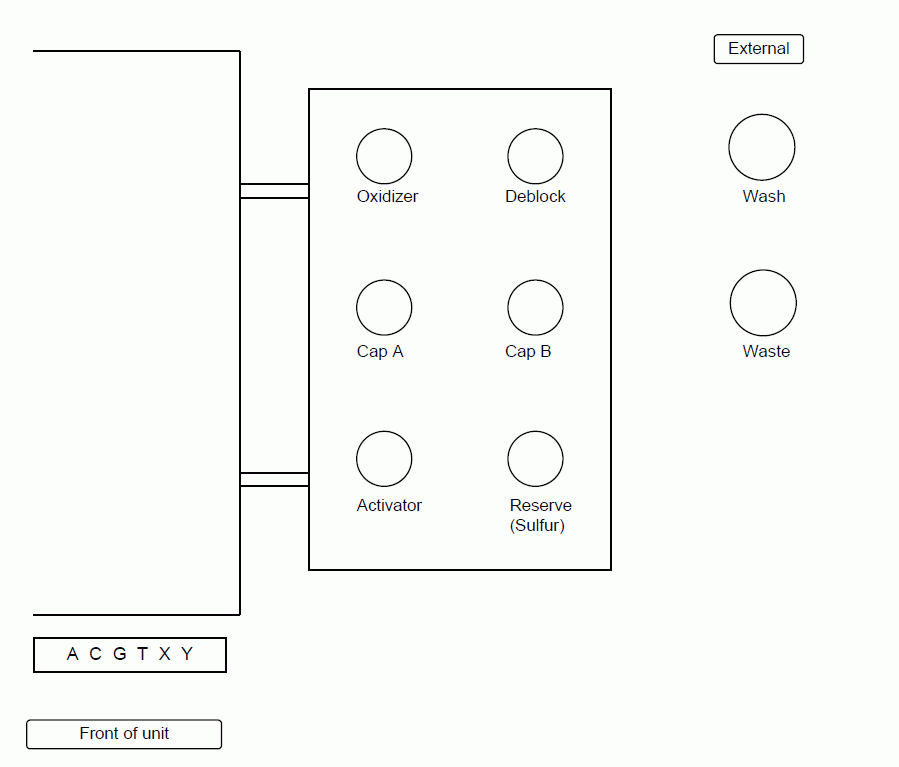 External
Oxidizer
Deblock
Wash
Cap A
Cap B
Waste
Activator
Reserve
(Sulfur)
A C G T X Y
Front of unit